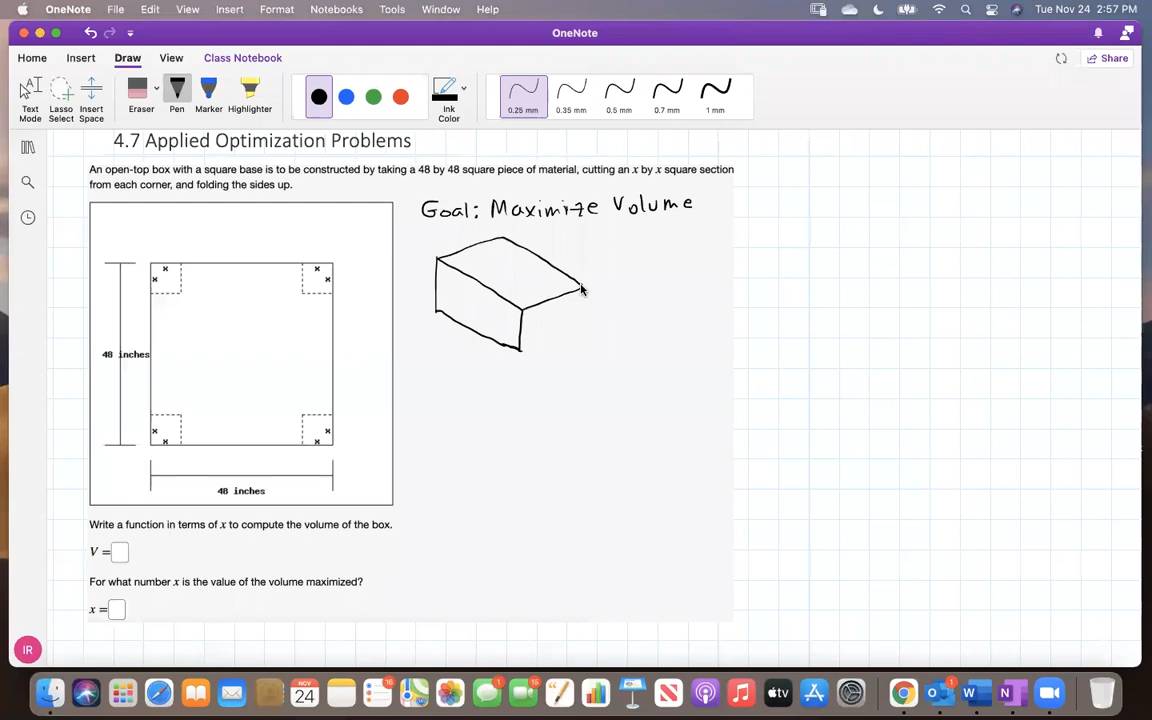 OneNote File Edit View Insert Format Notebooks Tools Window Help Tue Nov 24 2:57 PM
OneNote
Home Insert Draw View Class Notebook Share
Text Mode Lasso Select Insert Space Eraser Pen Marker Highlighter Ink Color 0.25 mm 0.35 mm 0.5 mm 0.7 mm 1 mm
4.7 Applied Optimization Problems
An open-top box with a square base is to be constructed by taking a 48 by 48 square piece of material, cutting an x by x square section
from each corner, and folding the sides up.
Goal: Maximize Volume
x x
x x
48 inches
x x
x x
48 inches
Write a function in terms of x to compute the volume of the box.
V =
For what number x is the value of the volume maximized?
x =
IR
NOV 24 16 1 15 tv 1 W N